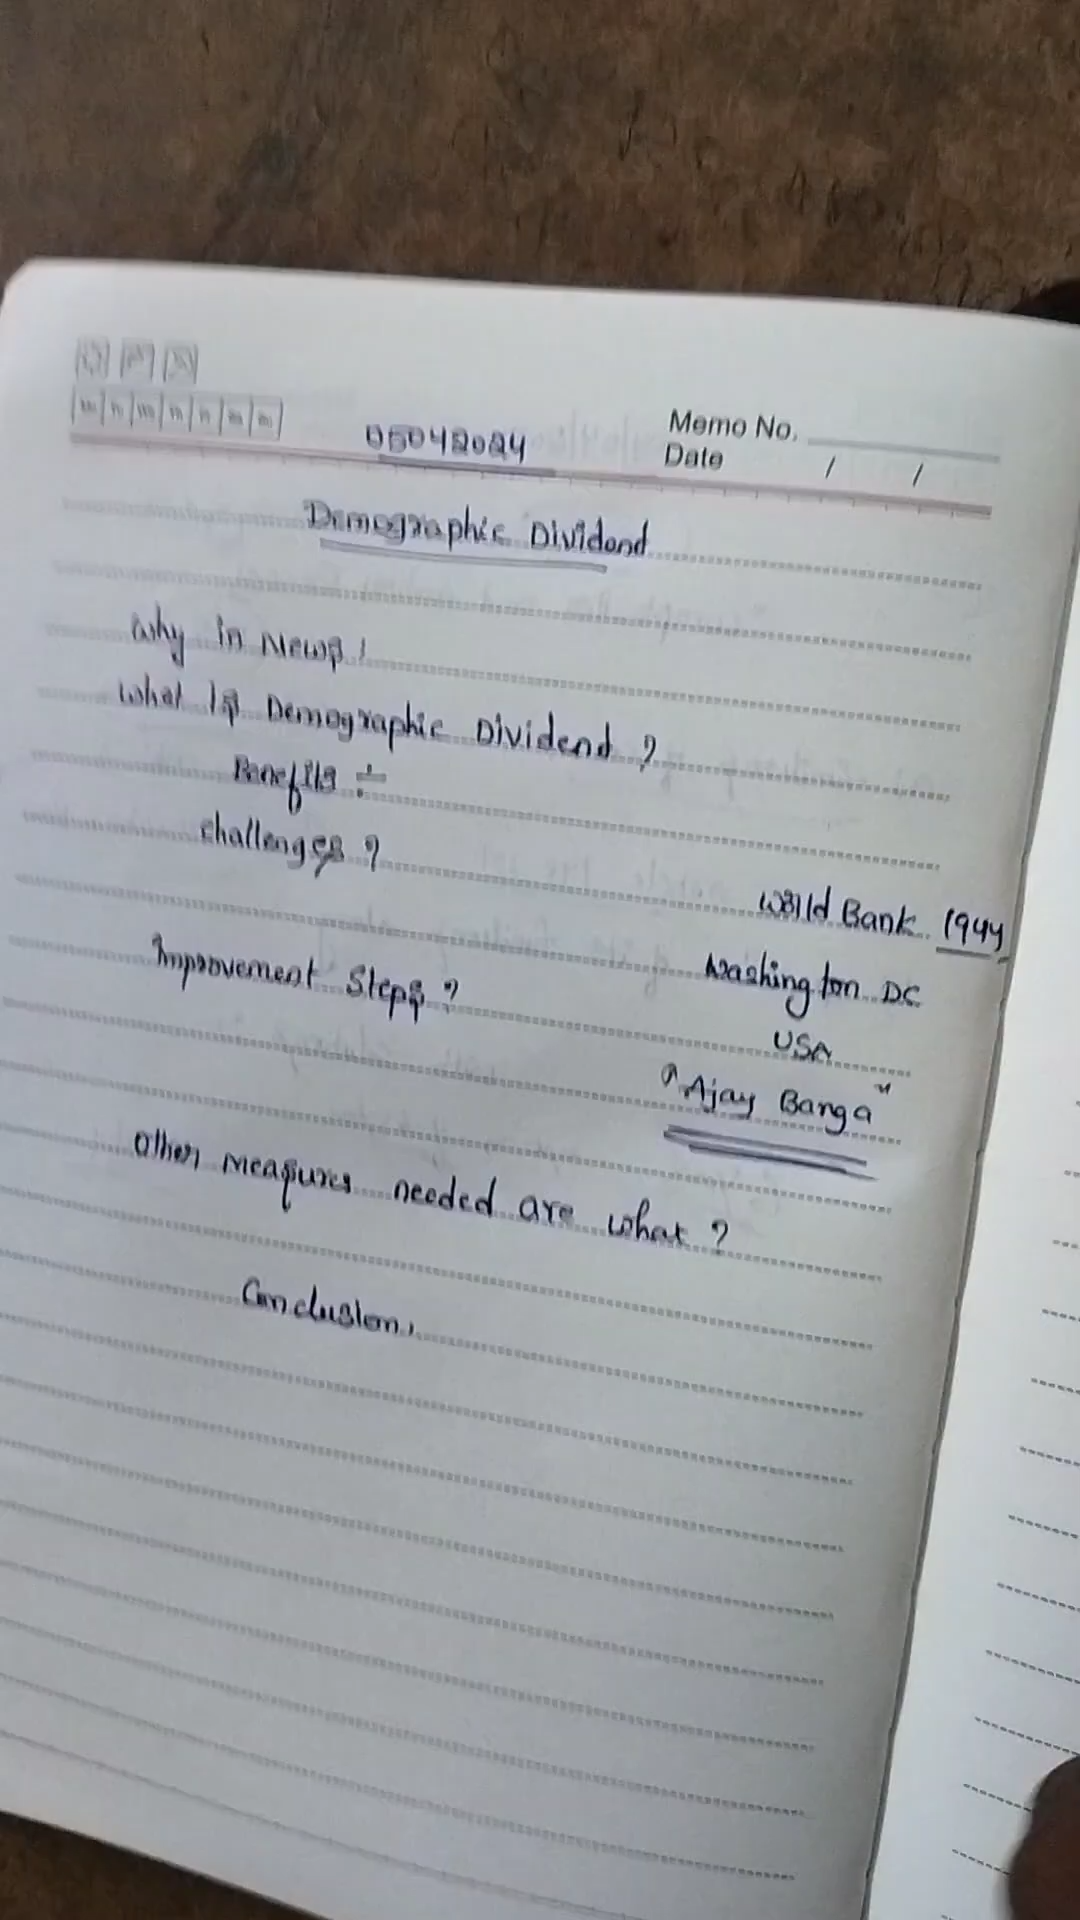 Memo No.
05042024
Date / /
Demographic Dividend
Why in News!
What is Demographic Dividend ?
Benefits ÷
Challenges ?
World Bank 1944
Washington DC
Improvement Steps ?
USA
"Ajay Banga"
Other measures needed are what ?
Conclusion.